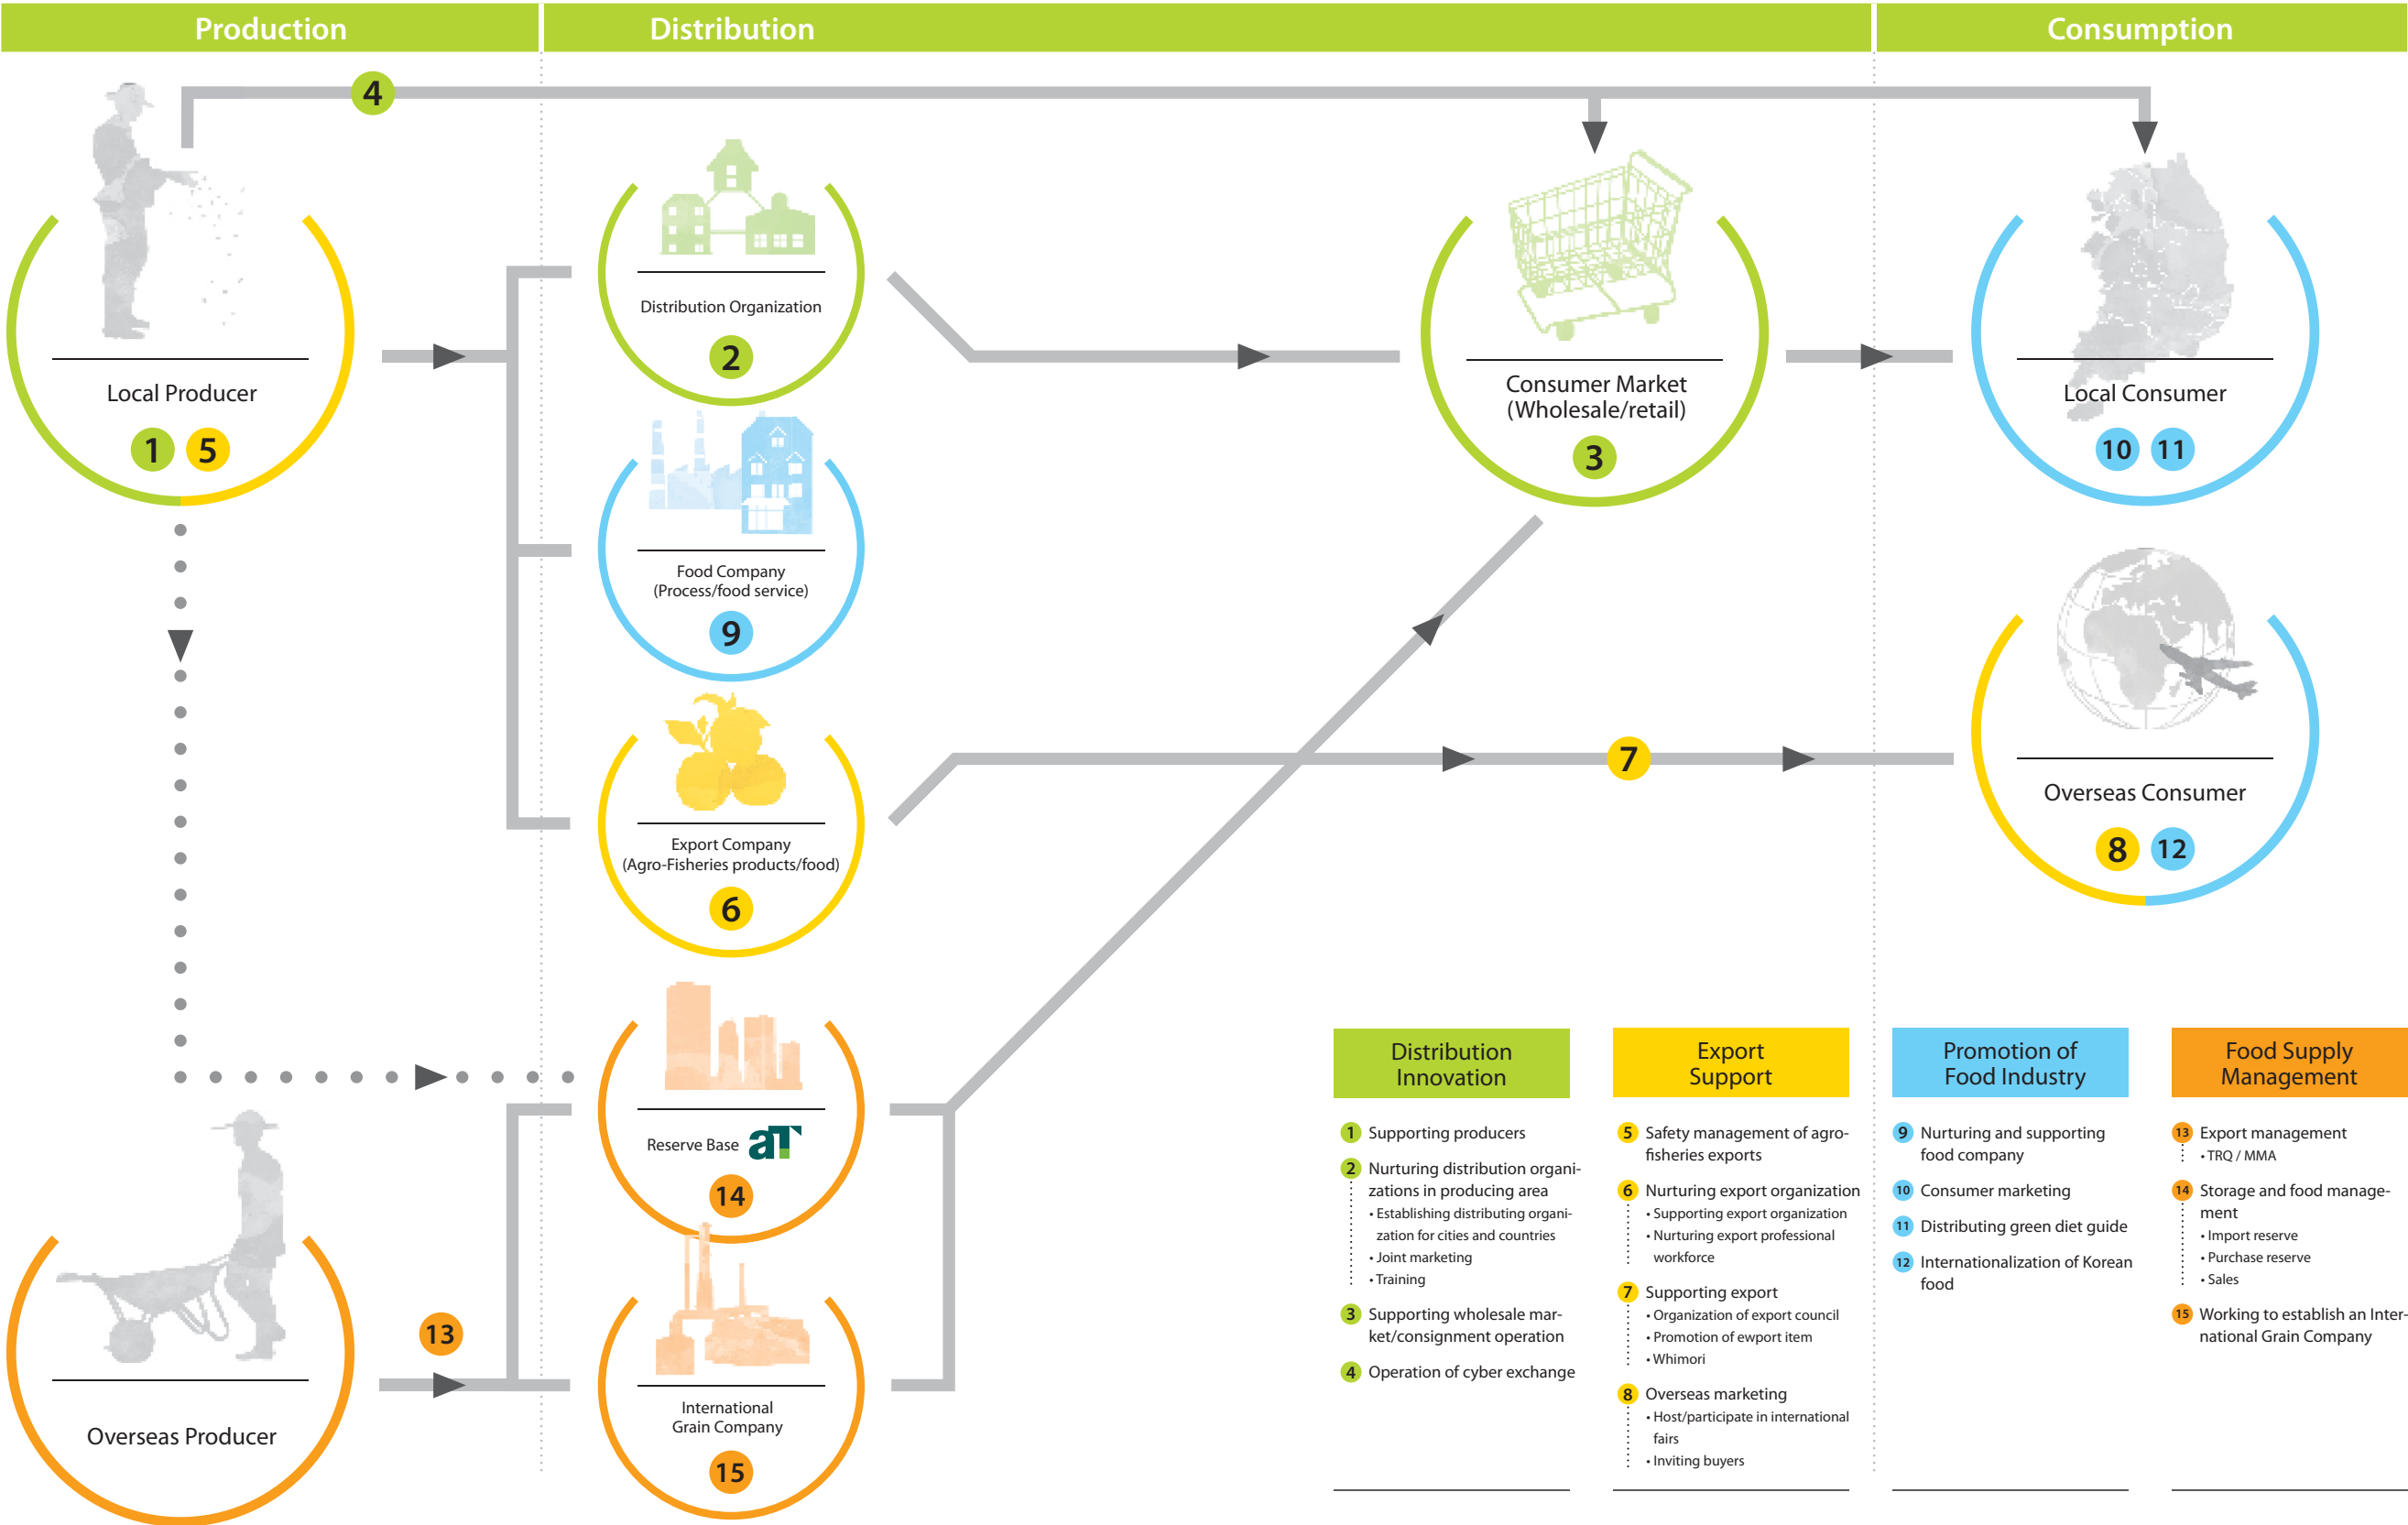 Production
Distribution
Consumption
4
Local Producer
1 5
Distribution Organization
2
Food Company
(Process/food service)
9
Export Company
(Agro-Fisheries products/food)
6
Consumer Market
(Wholesale/retail)
3
Local Consumer
10 11
7
Overseas Consumer
8 12
Reserve Base aT
14
Overseas Producer
13
International
Grain Company
15
Distribution
Innovation
1 Supporting producers
2 Nurturing distribution organi-
zations in producing area
• Establishing distributing organi-
zation for cities and countries
• Joint marketing
• Training
3 Supporting wholesale mar-
ket/consignment operation
4 Operation of cyber exchange
Export
Support
5 Safety management of agro-
fisheries exports
6 Nurturing export organization
• Supporting export organization
• Nurturing export professional
workforce
7 Supporting export
• Organization of export council
• Promotion of ewport item
• Whimori
8 Overseas marketing
• Host/participate in international
fairs
• Inviting buyers
Promotion of
Food Industry
9 Nurturing and supporting
food company
10 Consumer marketing
11 Distributing green diet guide
12 Internationalization of Korean
food
Food Supply
Management
13 Export management
• TRQ / MMA
14 Storage and food manage-
ment
• Import reserve
• Purchase reserve
• Sales
15 Working to establish an Inter-
national Grain Company